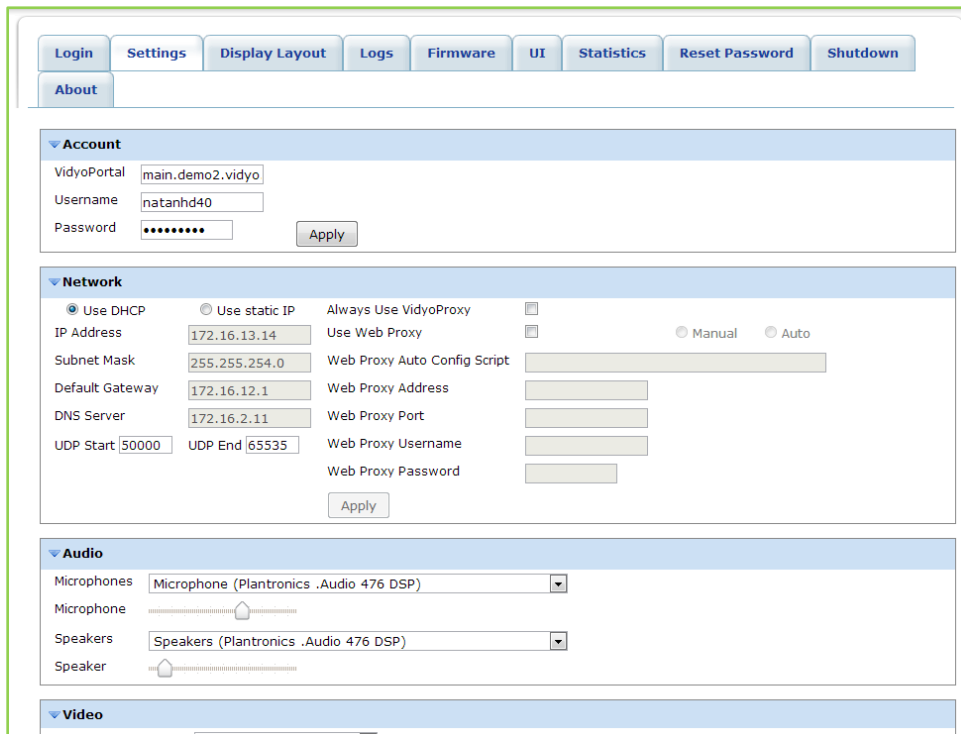 Login Settings Display Layout Logs Firmware UI Statistics Reset Password Shutdown
About
Account
VidyoPortal main.demo2.vidyo
Username natanhd40
Password •••••••••
Apply
Network
Use DHCP Use static IP Always Use VidyoProxy
IP Address 172.16.13.14 Use Web Proxy Manual Auto
Subnet Mask 255.255.254.0 Web Proxy Auto Config Script
Default Gateway 172.16.12.1 Web Proxy Address
DNS Server 172.16.2.11 Web Proxy Port
UDP Start 50000 UDP End 65535 Web Proxy Username
Web Proxy Password
Apply
Audio
Microphones Microphone (Plantronics .Audio 476 DSP)
Microphone
Speakers Speakers (Plantronics .Audio 476 DSP)
Speaker
Video